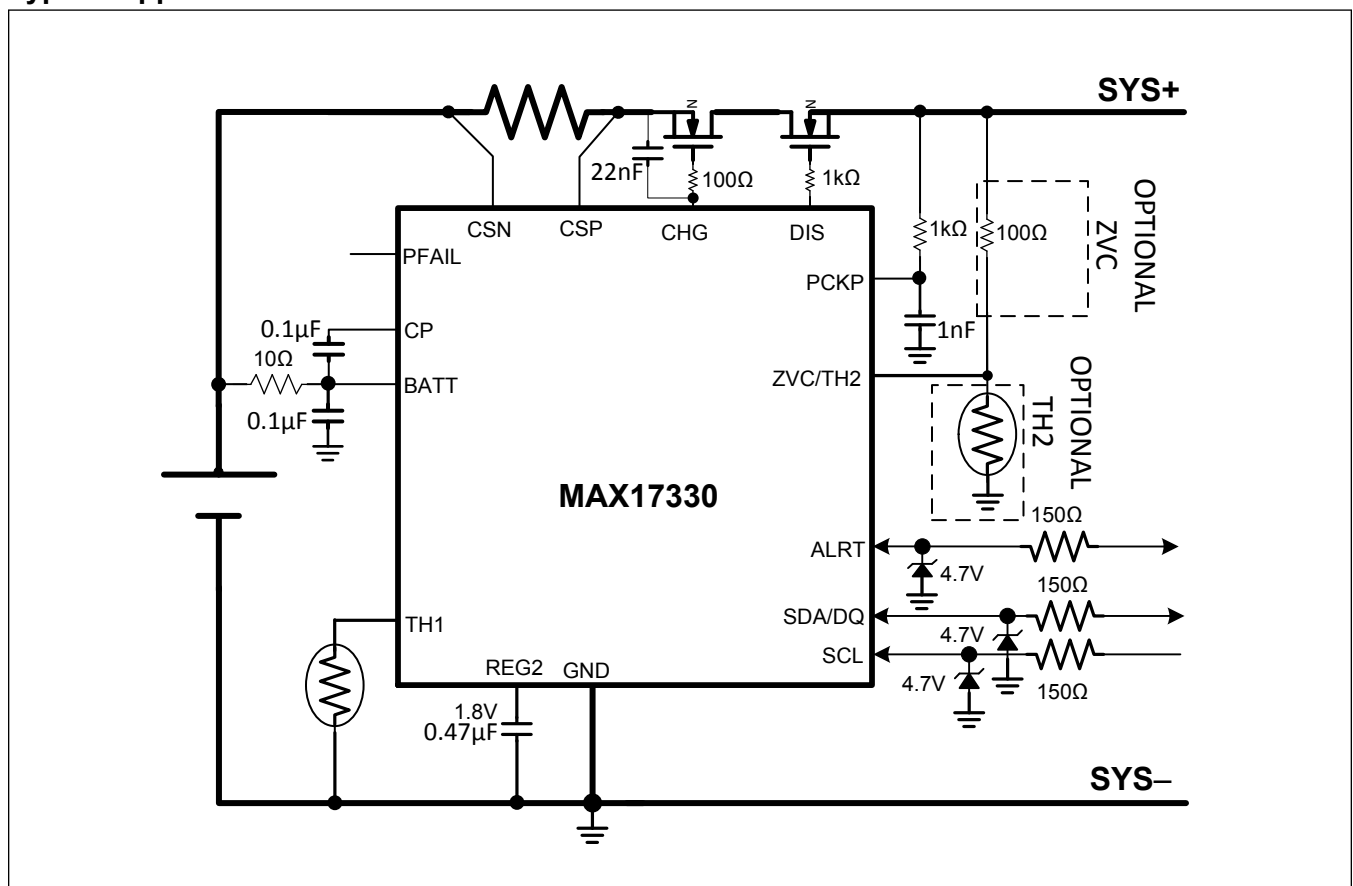 SYS+
N
N
22nF
100Ω
1kΩ
1kΩ
100Ω
OPTIONAL
ZVC
CSN
CSP
CHG
DIS
PFAIL
PCKP
0.1µF
CP
1nF
10Ω
BATT
ZVC/TH2
0.1µF
OPTIONAL
TH2
MAX17330
150Ω
ALRT
4.7V
150Ω
SDA/DQ
4.7V
TH1
SCL
4.7V
150Ω
REG2
GND
1.8V
0.47µF
SYS–